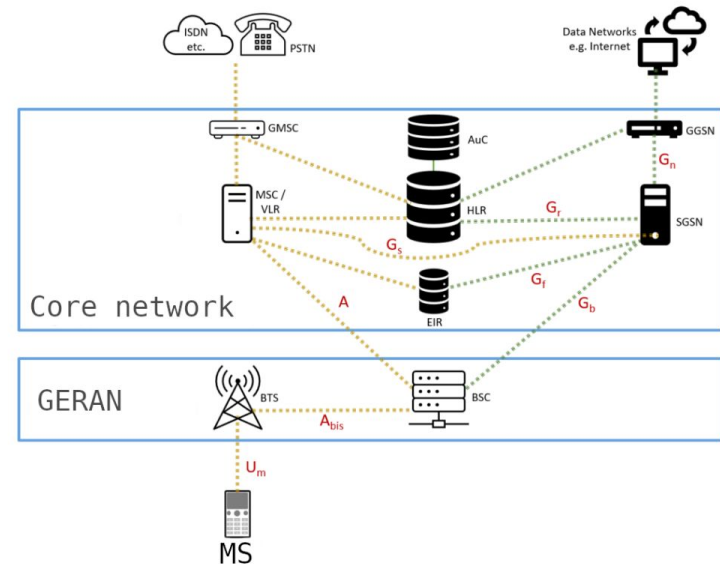 ISDN
etc.
PSTN
Data Networks
e.g. Internet
GMSC
AuC
GGSN
Gn
MSC /
VLR
HLR
Gr
SGSN
Gs
Gf
EIR
A
Gb
Core network
GERAN
BTS
BSC
Abis
Um
MS